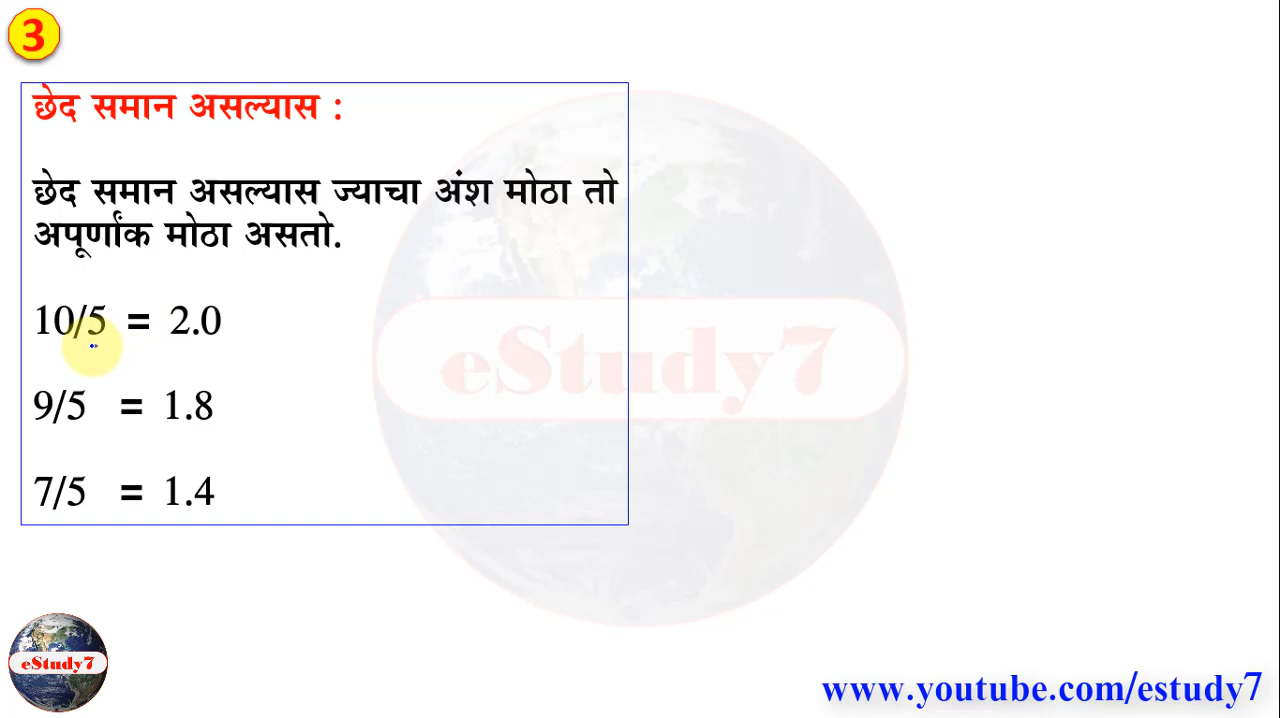 3
छेद समान असल्यास :
छेद समान असल्यास ज्याचा अंश मोठा तो
अपूर्णांक मोठा असतो.
10/5 = 2.0
9/5 = 1.8
7/5 = 1.4
eStudy7
eStudy7
www.youtube.com/estudy7